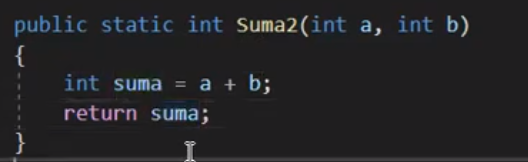 public static int Suma2(int a, int b)
{
int suma = a + b;
return suma;
}